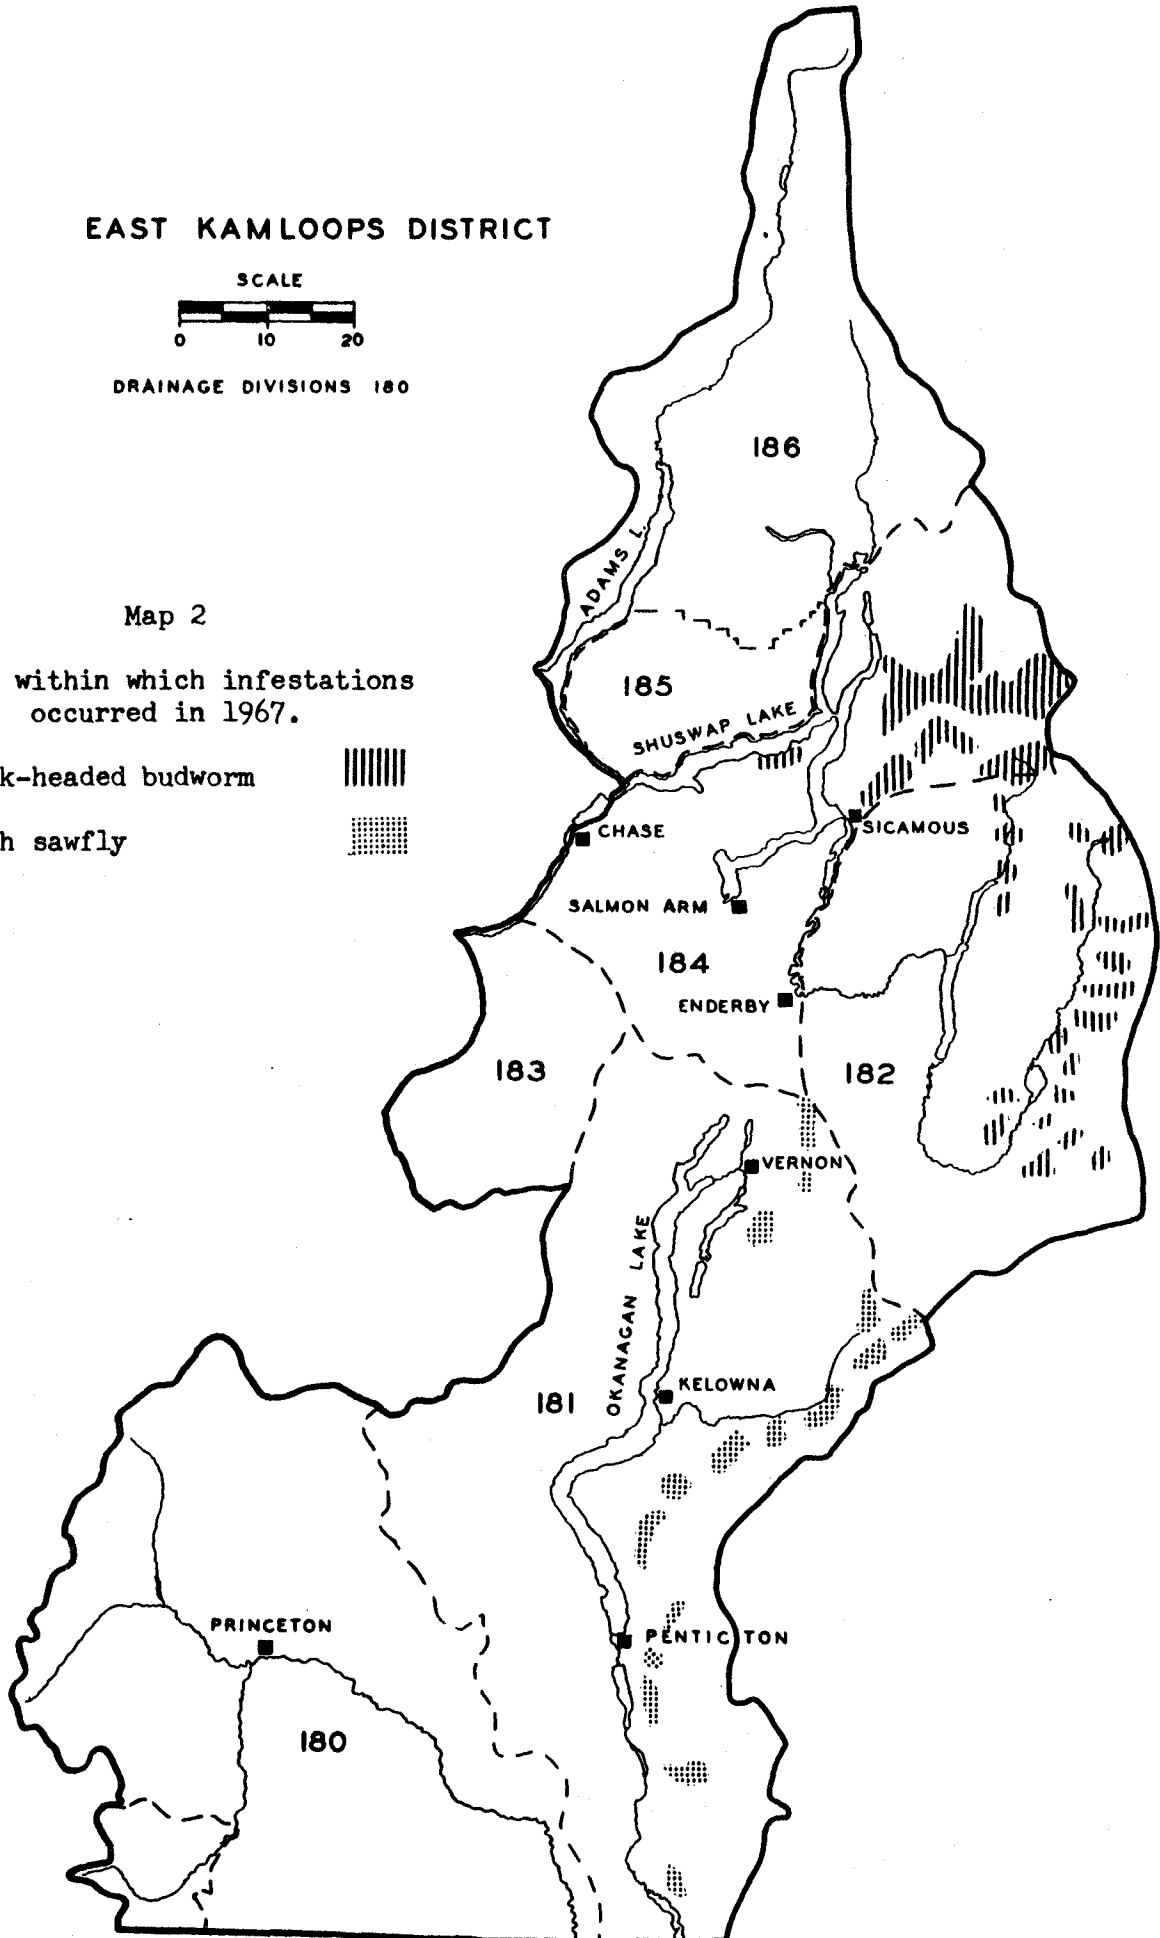 EAST KAMLOOPS DISTRICT
SCALE
0 10 20
DRAINAGE DIVISIONS 180
Map 2
within which infestations
occurred in 1967.
k-headed budworm
h sawfly
186
ADAMS L.
185
SHUSWAP LAKE
CHASE
SICAMOUS
SALMON ARM
184
ENDERBY
183
182
VERNON
OKANAGAN LAKE
KELOWNA
181
PRINCETON
PENTICTON
180